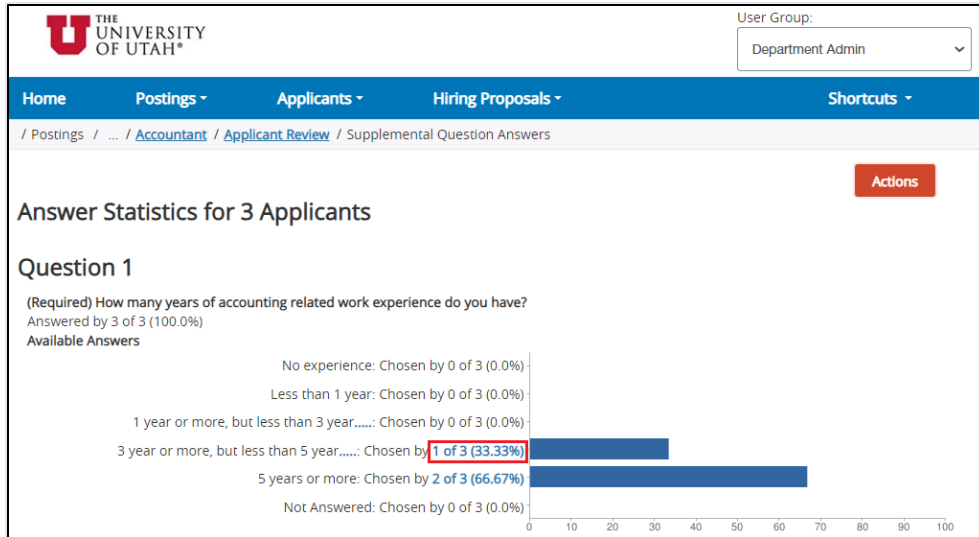 THE
UNIVERSITY
OF UTAH®
User Group:
Department Admin
Home Postings Applicants Hiring Proposals Shortcuts
/ Postings / ... / Accountant / Applicant Review / Supplemental Question Answers
Actions
Answer Statistics for 3 Applicants
Question 1
(Required) How many years of accounting related work experience do you have?
Answered by 3 of 3 (100.0%)
Available Answers
No experience: Chosen by 0 of 3 (0.0%)
Less than 1 year: Chosen by 0 of 3 (0.0%)
1 year or more, but less than 3 year.....: Chosen by 0 of 3 (0.0%)
3 year or more, but less than 5 year.....: Chosen by 1 of 3 (33.33%)
5 years or more: Chosen by 2 of 3 (66.67%)
Not Answered: Chosen by 0 of 3 (0.0%)
0 10 20 30 40 50 60 70 80 90 100